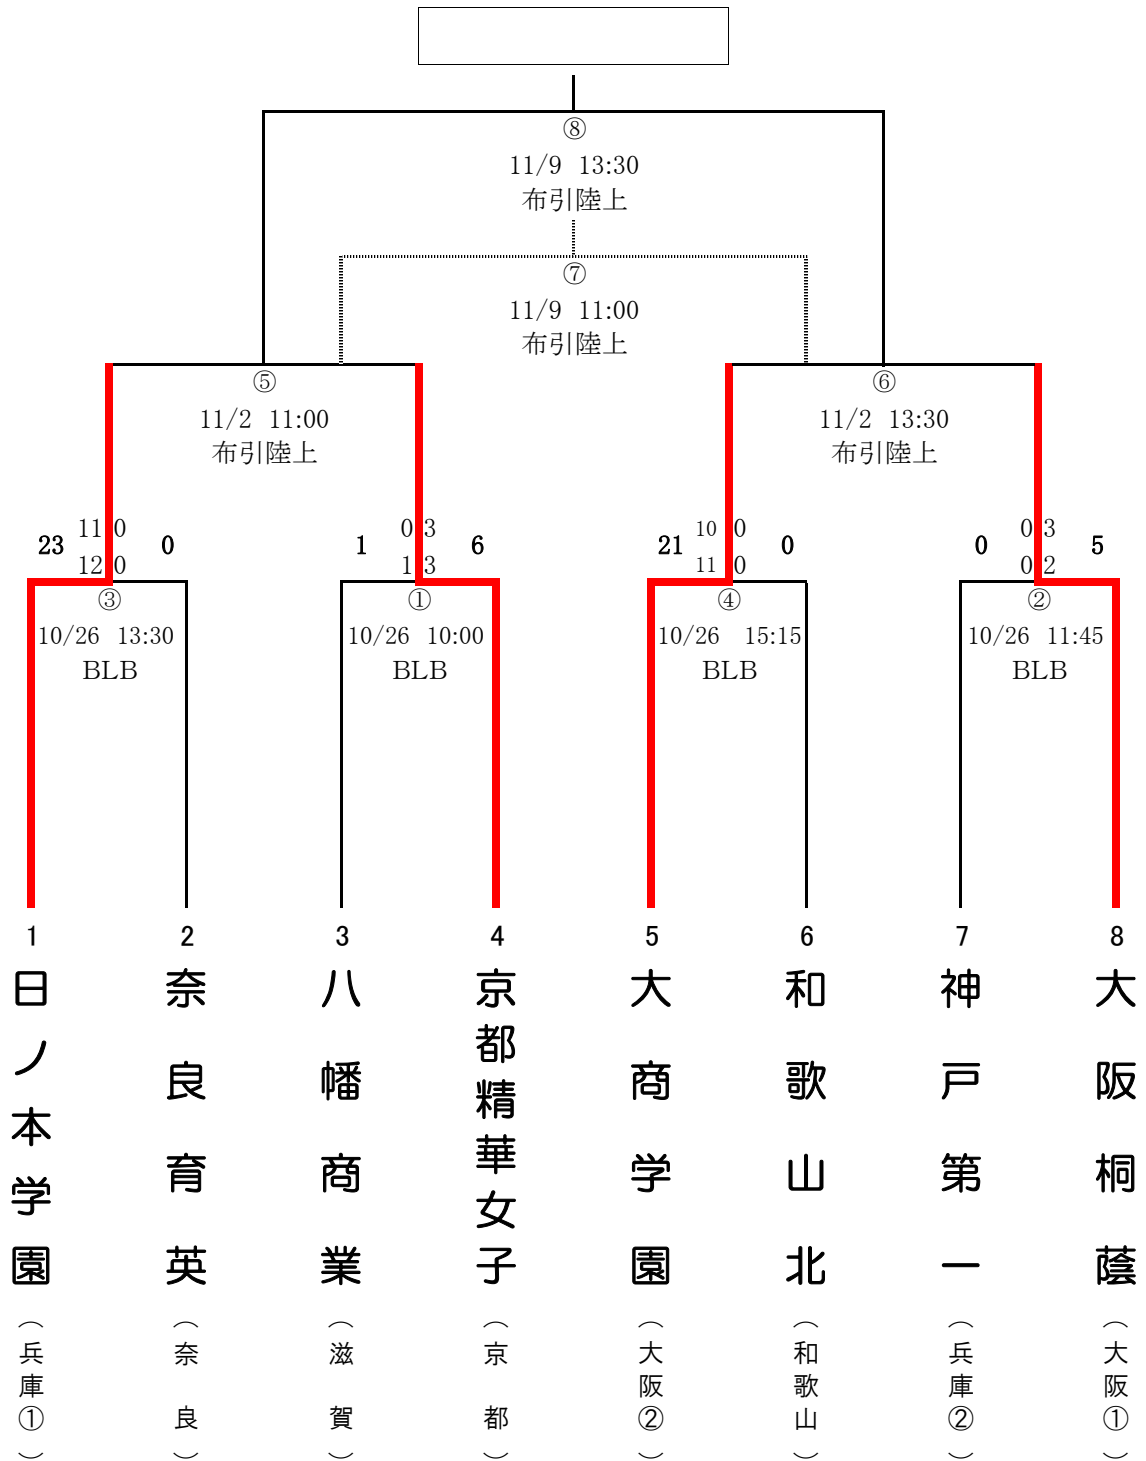 ⑧
11/9 13:30
布引陸上
⑦
11/9 11:00
布引陸上
⑤
11/2 11:00
布引陸上
⑥
11/2 13:30
布引陸上
11 0
23 0
12 0
0 3
1 6
1 3
10 0
21 0
11 0
0 3
0 5
0 2
③
10/26 13:30
BLB
①
10/26 10:00
BLB
④
10/26 15:15
BLB
②
10/26 11:45
BLB
1
日ノ本学園
（兵庫①）
2
奈良育英
（奈良）
3
八幡商業
（滋賀）
4
京都精華女子
（京都）
5
大商学園
（大阪②）
6
和歌山北
（和歌山）
7
神戸第一
（兵庫②）
8
大阪桐蔭
（大阪①）